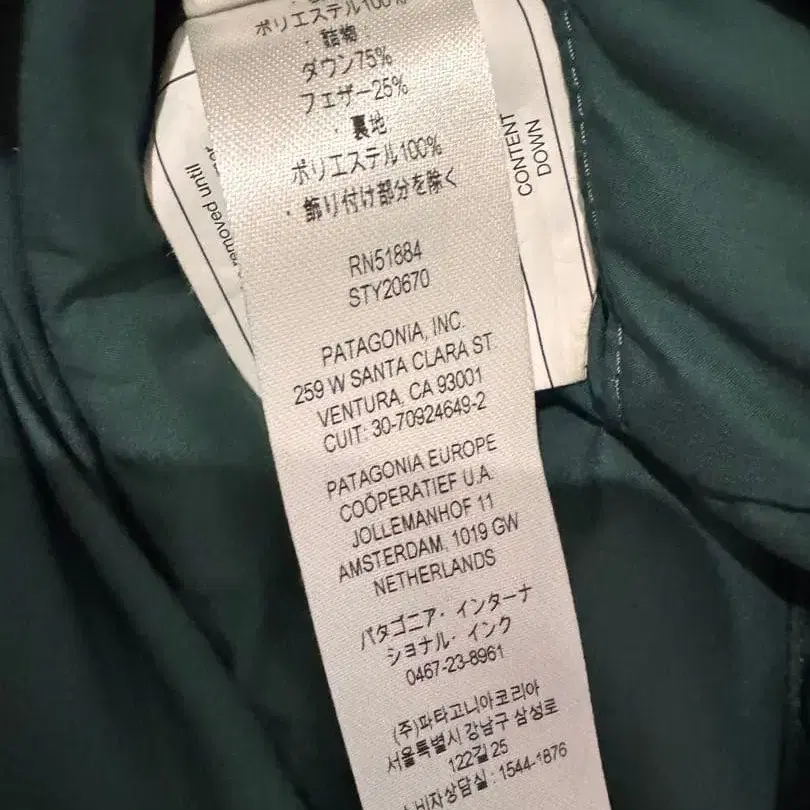 ポリエステル100%
・詰物
ダウン75%
フェザー25%
・裏地
ポリエステル100%
・飾り付け部分を除く
RN51884
STY20670
PATAGONIA, INC.
259 W SANTA CLARA ST
VENTURA, CA 93001
CUIT: 30-70924649-2
PATAGONIA EUROPE
COÖPERATIEF U.A.
JOLLEMANHOF 11
AMSTERDAM, 1019 GW
NETHERLANDS
パタゴニア・インターナ
ショナル・インク
0467-23-8961
(주)파타고니아코리아
서울특별시 강남구 삼성로
122길 25
소비자상담실 : 1544-1876
removed until
CONTENT
DOWN